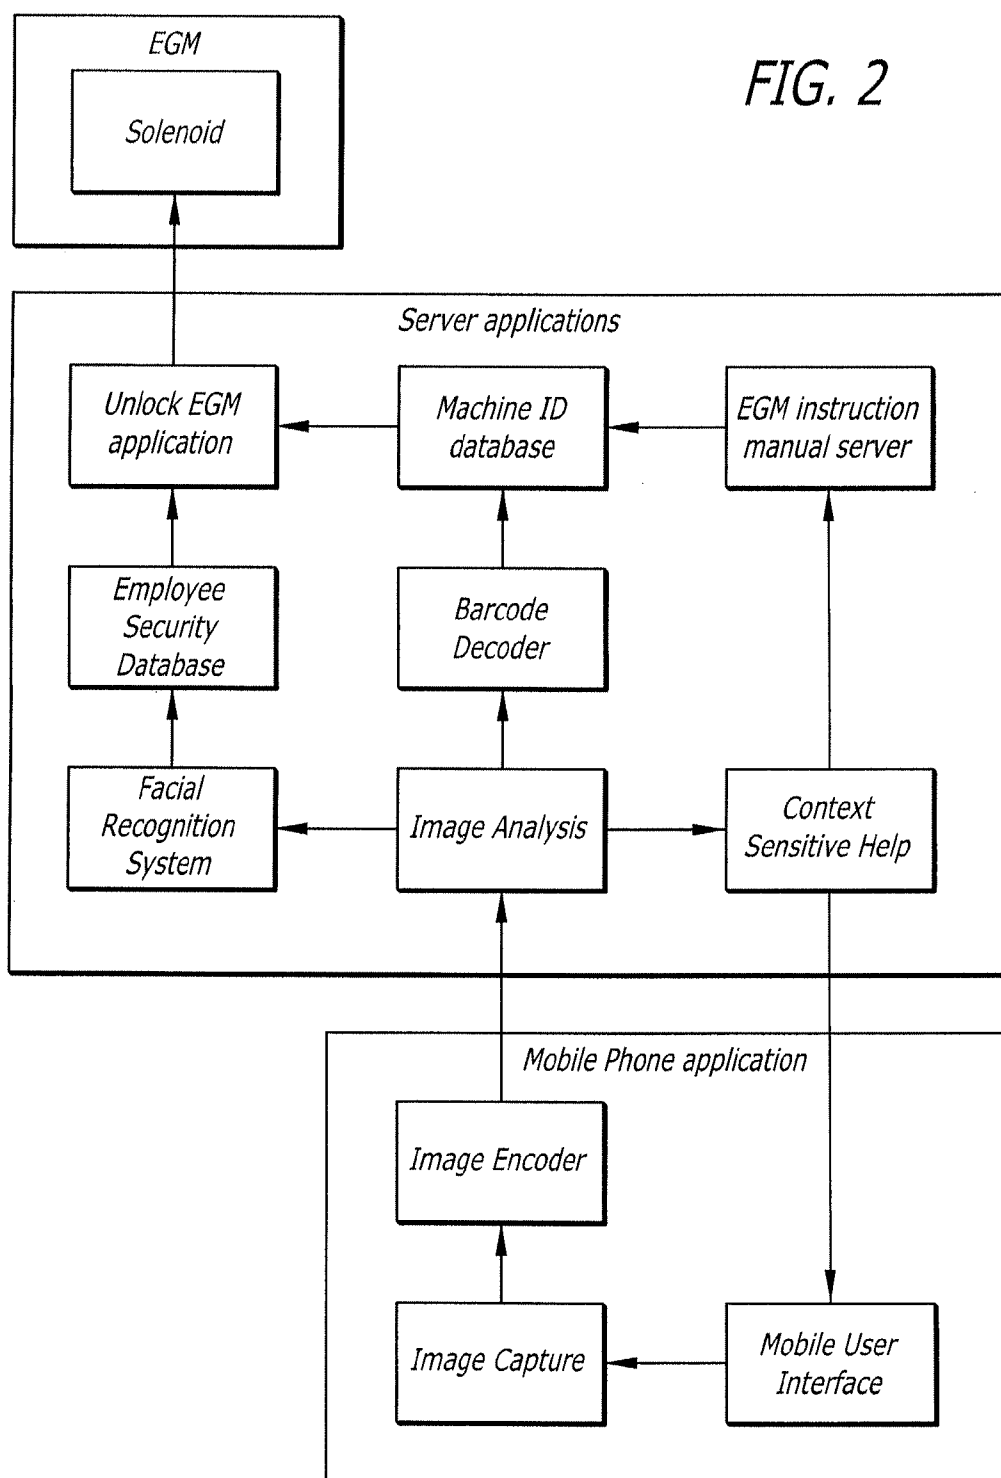 EGM
FIG. 2
Solenoid
Server applications
Unlock EGM
application
Machine ID
database
EGM instruction
manual server
Employee
Security
Database
Barcode
Decoder
Facial
Recognition
System
Image Analysis
Context
Sensitive Help
Mobile Phone application
Image Encoder
Image Capture
Mobile User
Interface